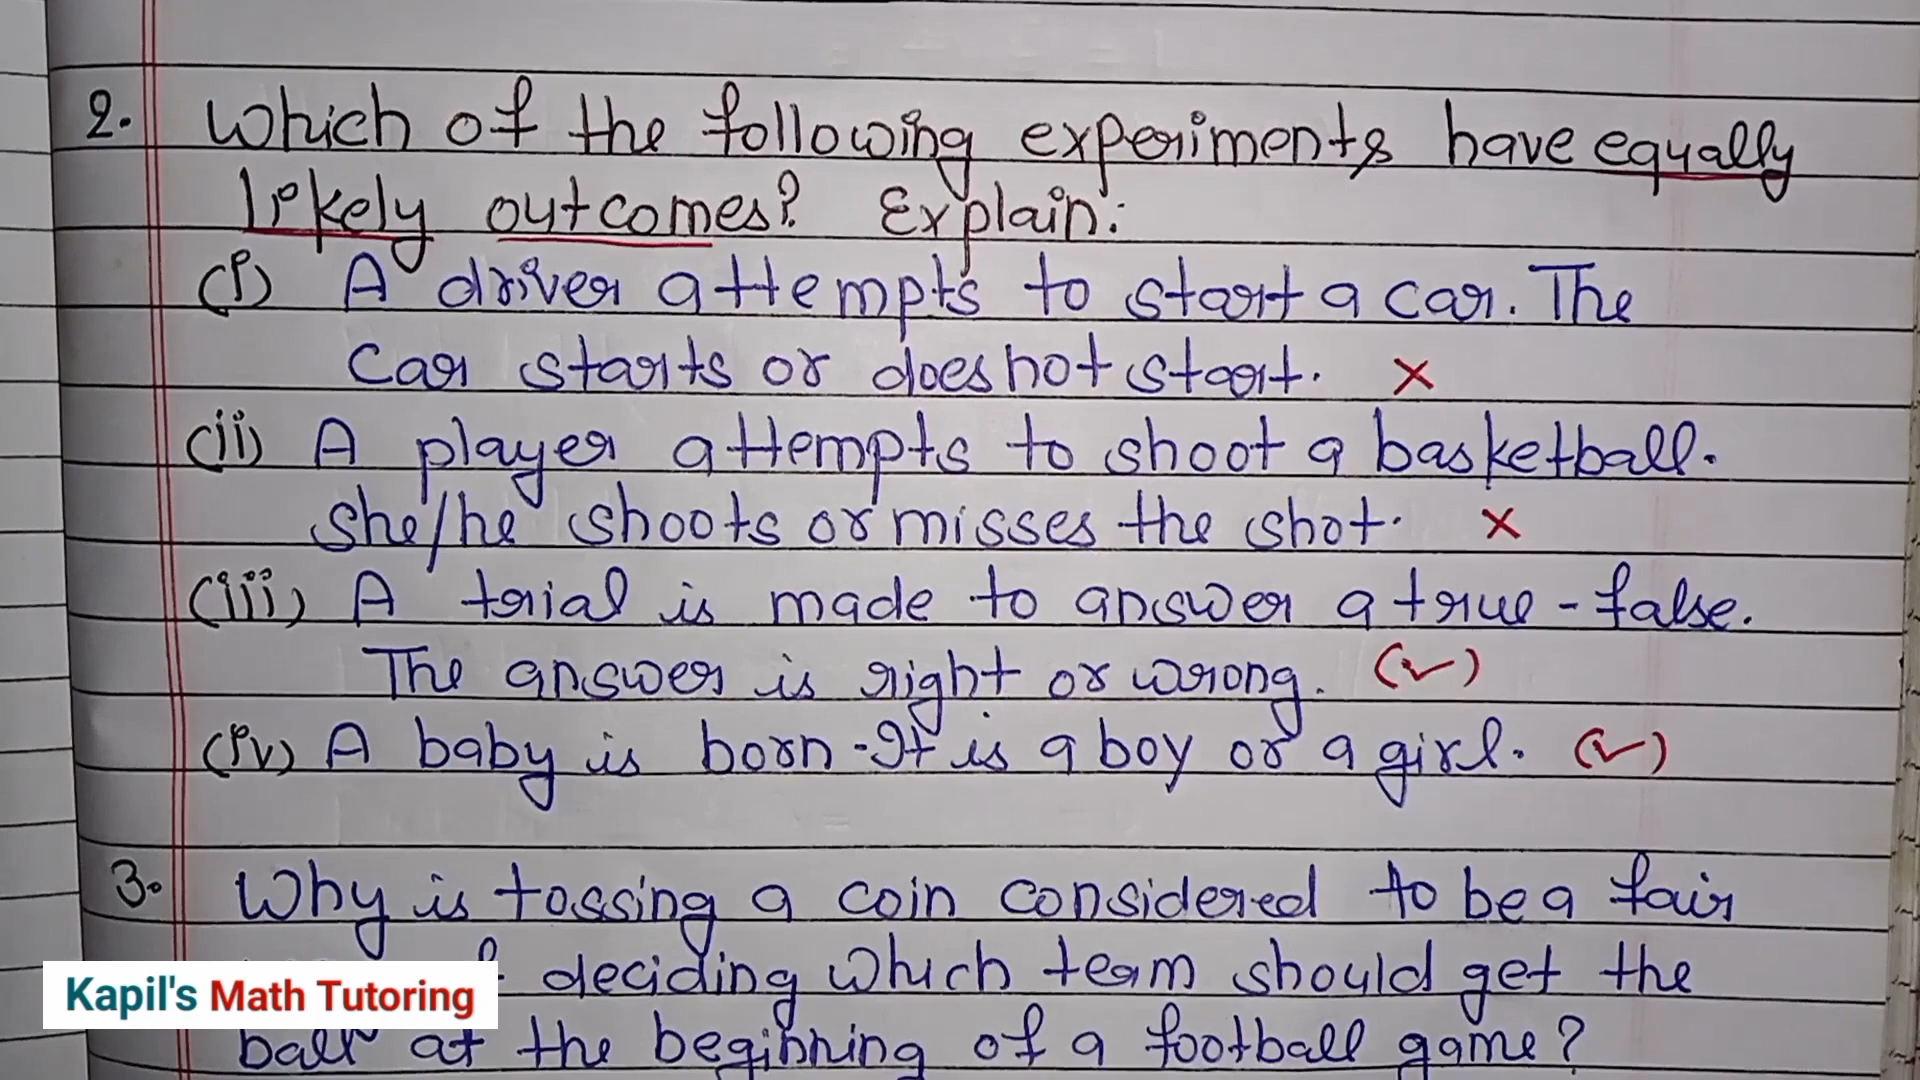 2. Which of the following experiments have equally
likely outcomes? Explain:
(i) A driver attempts to start a car. The
car starts or does not start. ×
(ii) A player attempts to shoot a basketball.
She/he shoots or misses the shot. ×
(iii) A trial is made to answer a true-false.
The answer is right or wrong. (✓)
(iv) A baby is born. It is a boy or a girl. (✓)
3. Why is tossing a coin considered to be a fair
deciding which team should get the
ball at the beginning of a football game?
Kapil's Math Tutoring